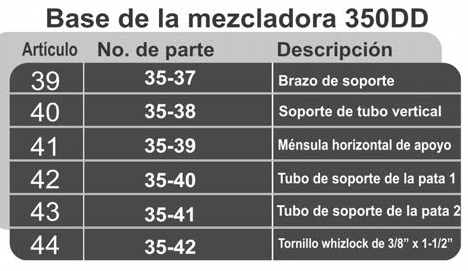 Base de la mezcladora 350DD
Artículo No. de parte Descripción
39 35-37 Brazo de soporte
40 35-38 Soporte de tubo vertical
41 35-39 Ménsula horizontal de apoyo
42 35-40 Tubo de soporte de la pata 1
43 35-41 Tubo de soporte de la pata 2
44 35-42 Tornillo whizlock de 3/8” x 1-1/2”